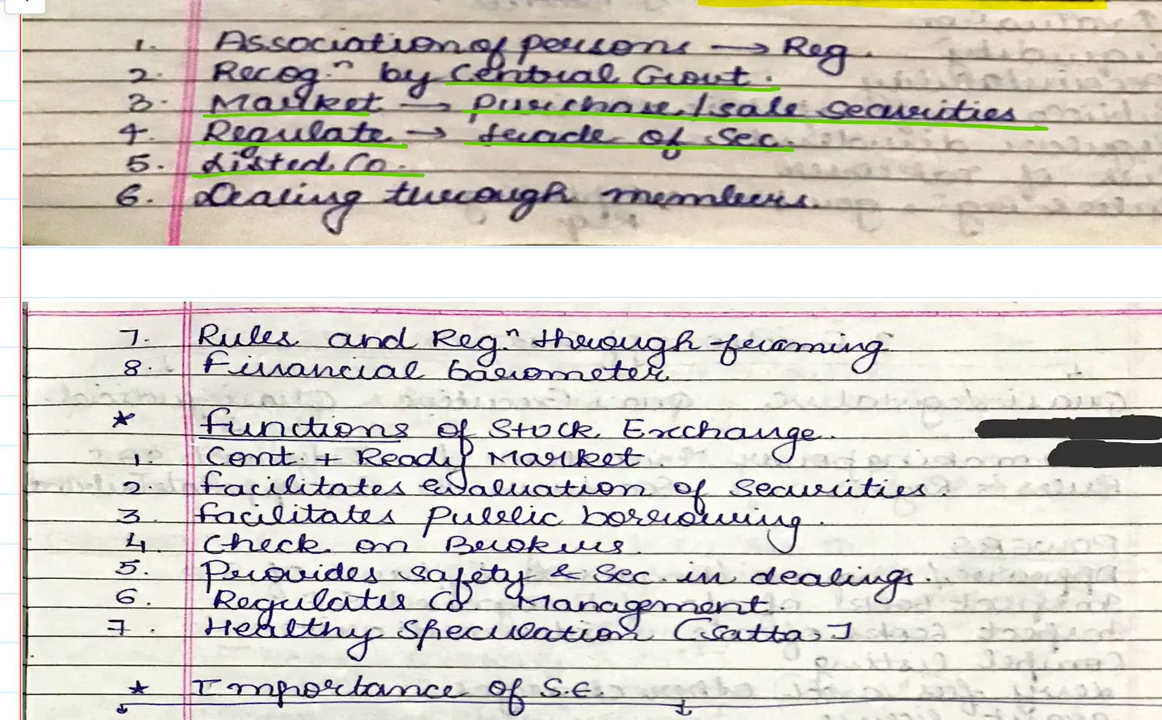 1. Association of persons → Reg.
2. Recog.n by Central Govt.
3. Market → purchase / sale securities
4. Regulate → trade of Sec.
5. Listed Co.
6. Dealing through members.
7. Rules and Reg.n through framing
8. Financial barometer
* Functions of Stock Exchange.
1. Cont. + Ready Market.
2. Facilitates evaluation of securities.
3. Facilitates Public borrowing.
4. Check on Brokers.
5. Provides safety & Sec. in dealings.
6. Regulates Co Management.
7. Healthy Speculation [satta]
* Importance of S.E.